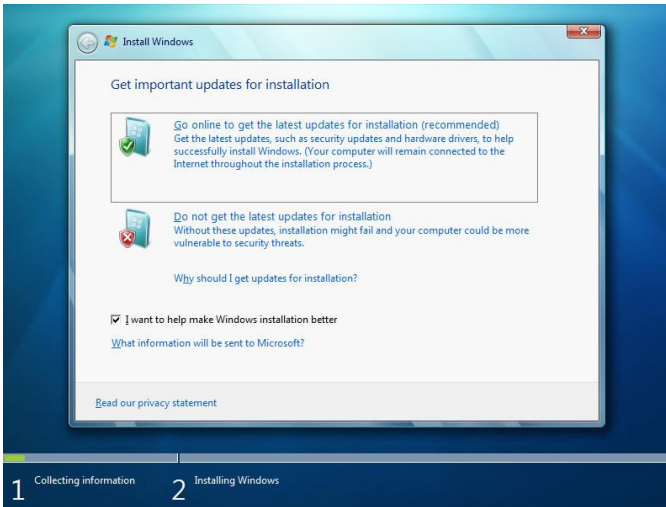 Install Windows
Get important updates for installation
Go online to get the latest updates for installation (recommended)
Get the latest updates, such as security updates and hardware drivers, to help
successfully install Windows. (Your computer will remain connected to the
Internet throughout the installation process.)
Do not get the latest updates for installation
Without these updates, installation might fail and your computer could be more
vulnerable to security threats.
Why should I get updates for installation?
I want to help make Windows installation better
What information will be sent to Microsoft?
Read our privacy statement
1 Collecting information 2 Installing Windows